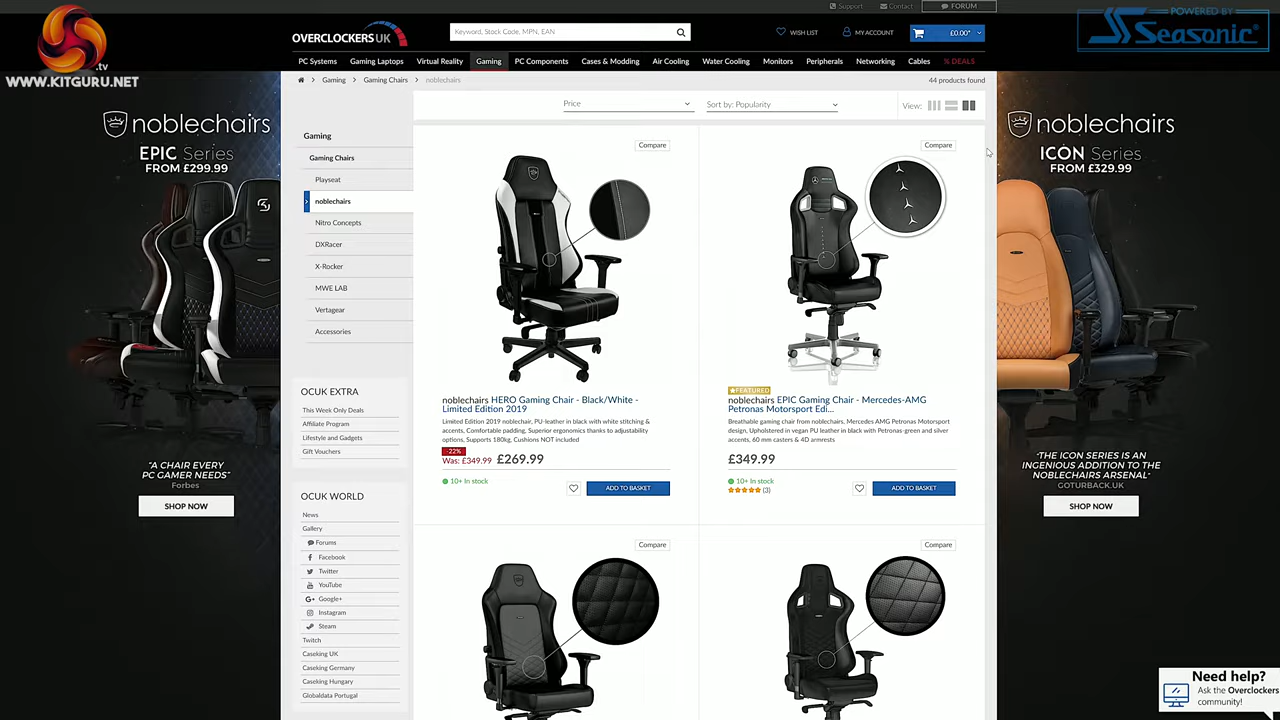 Support
Contact
FORUM
.tv
WWW.KITGURU.NET
OVERCLOCKERSUK
Keyword, Stock Code, MPN, EAN
WISH LIST
MY ACCOUNT
£0.00*
POWERED BY
Seasonic
PC Systems
Gaming Laptops
Virtual Reality
Gaming
PC Components
Cases & Modding
Air Cooling
Water Cooling
Monitors
Peripherals
Networking
Cables
% DEALS
Gaming
Gaming Chairs
noblechairs
44 products found
Price
Sort by: Popularity
View:
noblechairs
EPIC Series
FROM £299.99
"A CHAIR EVERY
PC GAMER NEEDS"
Forbes
SHOP NOW
Gaming
Gaming Chairs
Playseat
noblechairs
Nitro Concepts
DXRacer
X-Rocker
MWE LAB
Vertagear
Accessories
OCUK EXTRA
This Week Only Deals
Affiliate Program
Lifestyle and Gadgets
Gift Vouchers
OCUK WORLD
News
Gallery
Forums
Facebook
Twitter
YouTube
Google+
Instagram
Steam
Twitch
Caseking UK
Caseking Germany
Caseking Hungary
Globaldata Portugal
Compare
noblechairs HERO Gaming Chair - Black/White -
Limited Edition 2019
Limited Edition 2019 noblechair, PU-leather in black with white stitching &
accents, Comfortable padding, Superior ergonomics thanks to adjustability
options, Supports 180kg, Cushions NOT included
-22%
Was: £349.99 £269.99
10+ In stock
ADD TO BASKET
Compare
FEATURED
noblechairs EPIC Gaming Chair - Mercedes-AMG
Petronas Motorsport Edi...
Breathable gaming chair from noblechairs, Mercedes AMG Petronas Motorsport
design, Upholstered in vegan PU leather in black with Petronas-green and silver
accents, 60 mm casters & 4D armrests
£349.99
10+ In stock
(3)
ADD TO BASKET
Compare
Compare
noblechairs
ICON Series
FROM £329.99
"THE ICON SERIES IS AN
INGENIOUS ADDITION TO THE
NOBLECHAIRS ARSENAL"
GOTURBACK.UK
SHOP NOW
Need help?
Ask the Overclockers
community!